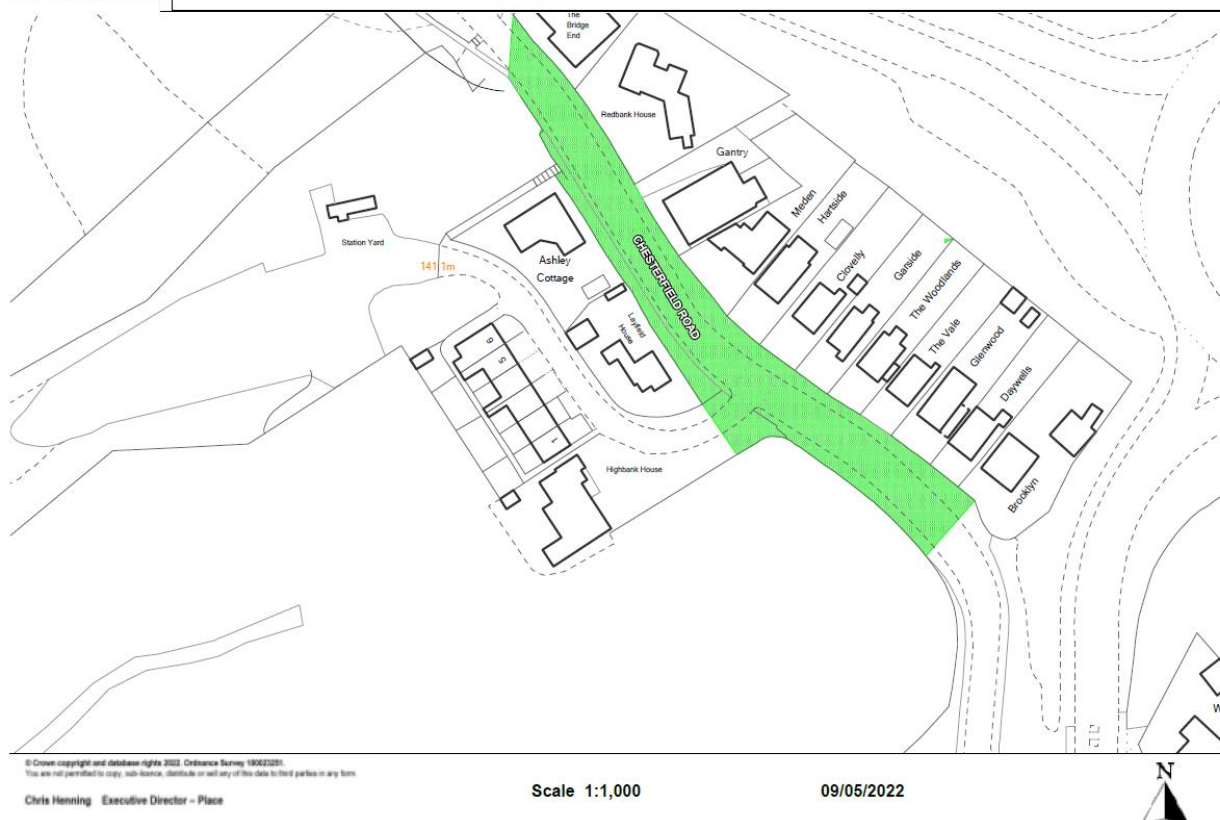 The
Bridge
End
Redbank House
Gantry
Meden
Hartside
Station Yard
141.1m
Ashley
Cottage
CHESTERFIELD ROAD
Clovelly
Garside
The Woodlands
The Vale
Glenwood
Daywells
Brooklyn
Layfield
House
6
5
1
Highbank House
W
© Crown copyright and database rights 2022. Ordnance Survey 100023251.
You are not permitted to copy, sub-licence, distribute or sell any of this data to third parties in any form.
Chris Henning Executive Director – Place
Scale 1:1,000
09/05/2022
N